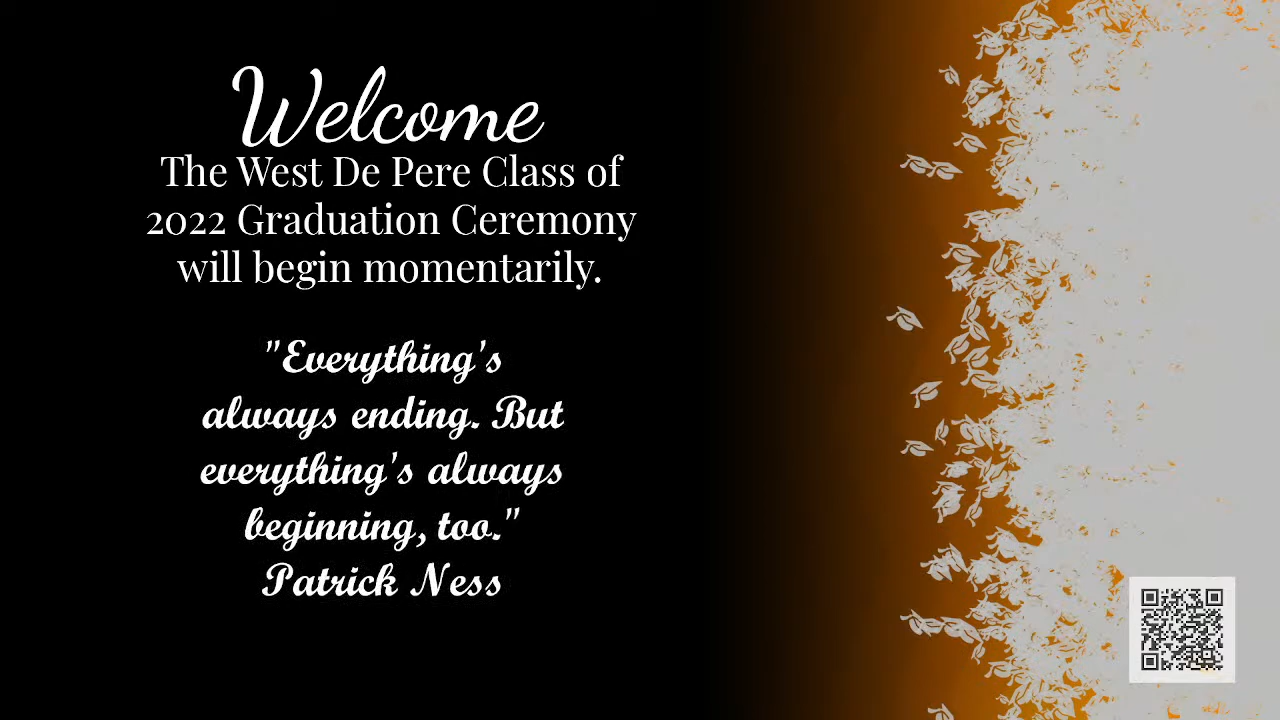 Welcome
The West De Pere Class of
2022 Graduation Ceremony
will begin momentarily.
"Everything's
always ending. But
everything's always
beginning, too."
Patrick Ness